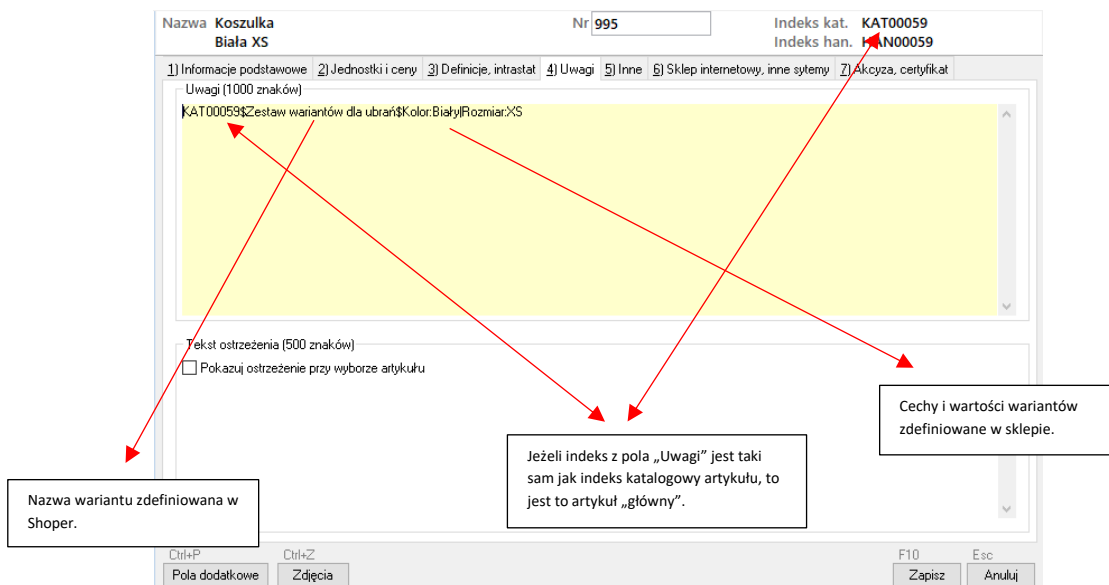 Nazwa Koszulka Nr 995 Indeks kat. KAT00059
Biała XS Indeks han. HAN00059
1) Informacje podstawowe 2) Jednostki i ceny 3) Definicje, intrastat 4) Uwagi 5) Inne 6) Sklep internetowy, inne sytemy 7) Akcyza, certyfikat
Uwagi (1000 znaków)
KAT00059$Zestaw wariantów dla ubrań$Kolor:Biały|Rozmiar:XS
Tekst ostrzeżenia (500 znaków)
Pokazuj ostrzeżenie przy wyborze artykułu
Cechy i wartości wariantów
zdefiniowane w sklepie.
Jeżeli indeks z pola „Uwagi” jest taki
sam jak indeks katalogowy artykułu, to
jest to artykuł „główny”.
Nazwa wariantu zdefiniowana w
Shoper.
Ctrl+P Ctrl+Z F10 Esc
Pola dodatkowe Zdjęcia Zapisz Anuluj